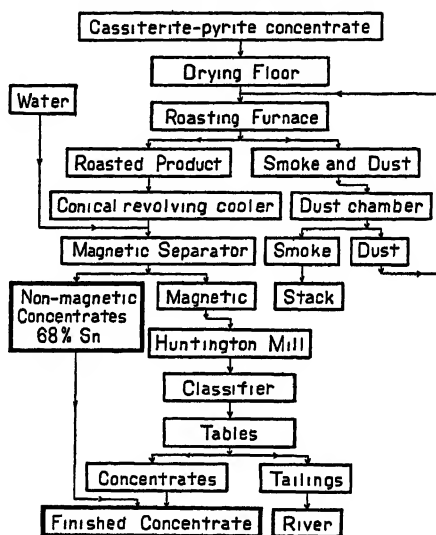 Cassiterite-pyrite concentrate
Drying Floor
Water
Roasting Furnace
Roasted Product
Smoke and Dust
Conical revolving cooler
Dust chamber
Magnetic Separator
Smoke
Dust
Non-magnetic
Concentrates
68% Sn
Magnetic
Stack
Huntington Mill
Classifier
Tables
Concentrates
Tailings
Finished Concentrate
River